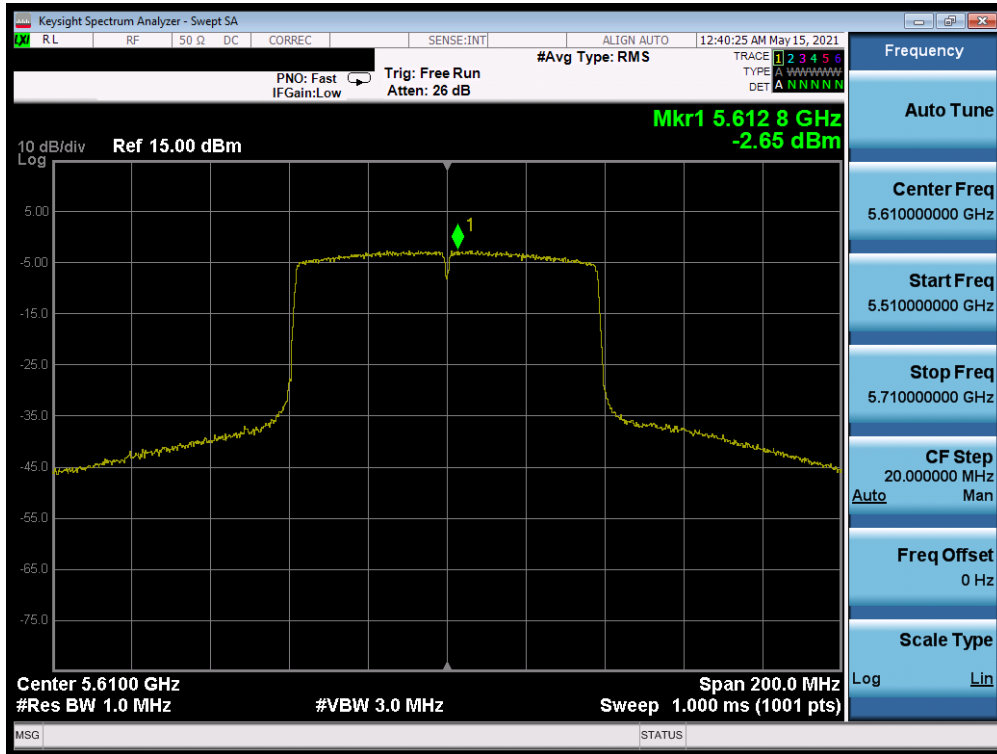 Keysight Spectrum Analyzer - Swept SA
LXI RL RF 50 Ω DC CORREC SENSE:INT ALIGN AUTO 12:40:25 AM May 15, 2021
#Avg Type: RMS
TRACE 1 2 3 4 5 6
TYPE A WWWWW
DET A N N N N N
PNO: Fast
IFGain:Low
Trig: Free Run
Atten: 26 dB
Mkr1 5.612 8 GHz
-2.65 dBm
10 dB/div
Log
Ref 15.00 dBm
1
5.00
-5.00
-15.0
-25.0
-35.0
-45.0
-55.0
-65.0
-75.0
Center 5.6100 GHz
#Res BW 1.0 MHz
#VBW 3.0 MHz
Span 200.0 MHz
Sweep 1.000 ms (1001 pts)
MSG
STATUS
Frequency
Auto Tune
Center Freq
5.610000000 GHz
Start Freq
5.510000000 GHz
Stop Freq
5.710000000 GHz
CF Step
20.000000 MHz
Auto Man
Freq Offset
0 Hz
Scale Type
Log Lin